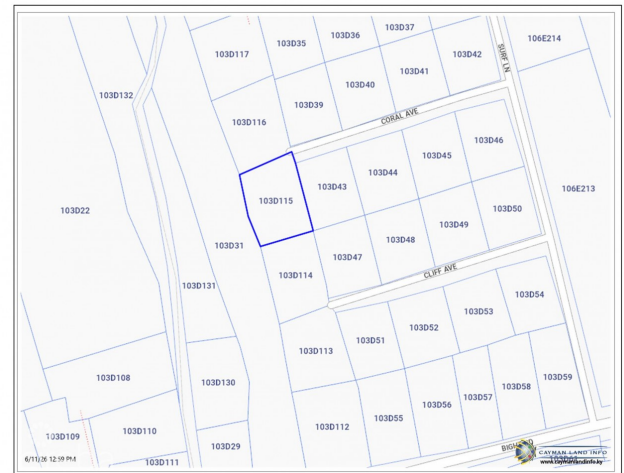 103D37
103D36
103D35
103D117
103D42
SURF LN
106E214
103D41
103D40
103D39
103D132
103D116
CORAL AVE
103D46
103D45
103D44
103D43
103D115
106E213
103D22
103D50
103D49
103D48
103D47
103D31
CLIFF AVE
103D114
103D131
103D54
103D53
103D52
103D51
103D113
103D108
103D130
103D59
103D58
103D57
103D56
103D55
103D112
103D109
103D110
103D29
103D111
6/11/26 12:59 PM
CAYMAN LAND INFO
www.caymanlandinfo.ky